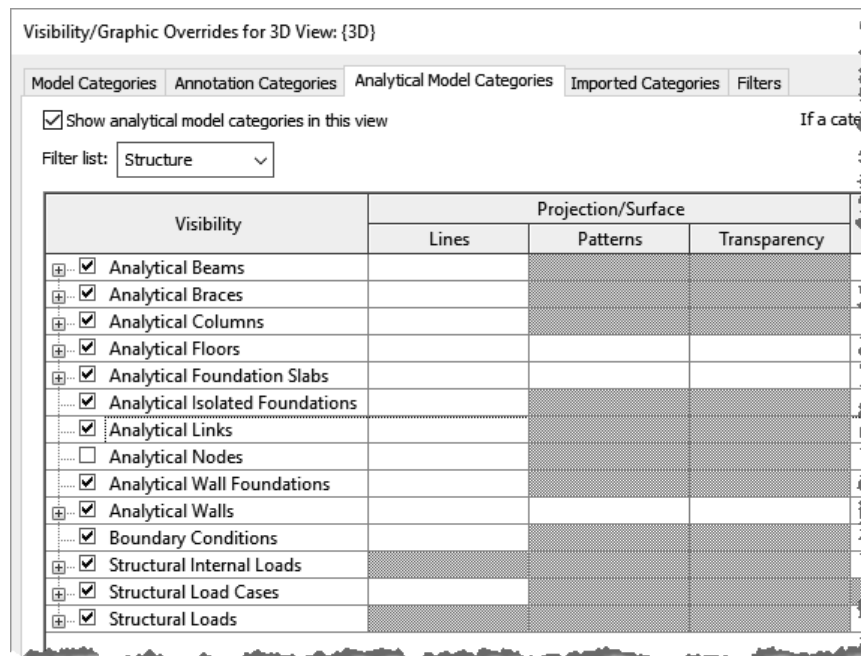 Visibility/Graphic Overrides for 3D View: {3D}
Model Categories Annotation Categories Analytical Model Categories Imported Categories Filters
Show analytical model categories in this view If a
Filter list: Structure
Visibility Projection/Surface
Lines Patterns Transparency
Analytical Beams
Analytical Braces
Analytical Columns
Analytical Floors
Analytical Foundation Slabs
Analytical Isolated Foundations
Analytical Links
Analytical Nodes
Analytical Wall Foundations
Analytical Walls
Boundary Conditions
Structural Internal Loads
Structural Load Cases
Structural Loads